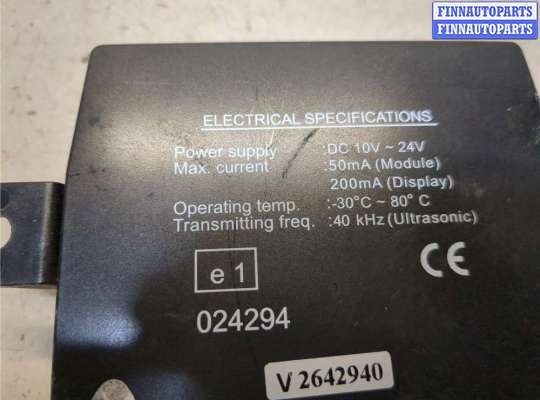 FINNAUTOPARTS
FINNAUTOPARTS
ELECTRICAL SPECIFICATIONS
Power supply :DC 10V ~ 24V
Max. current :50mA (Module)
200mA (Display)
Operating temp. :-30°C ~ 80° C
Transmitting freq. :40 kHz (Ultrasonic)
e1
CE
024294
V 2642940